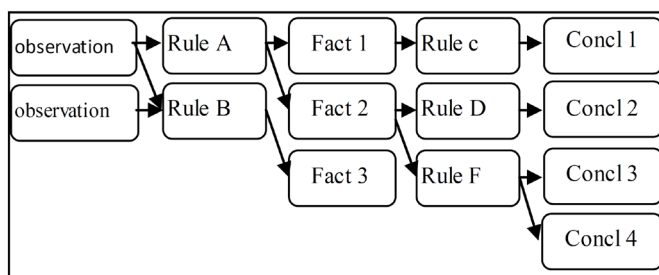 observation Rule A Fact 1 Rule c Concl 1
observation Rule B Fact 2 Rule D Concl 2
Fact 3 Rule F Concl 3
Concl 4